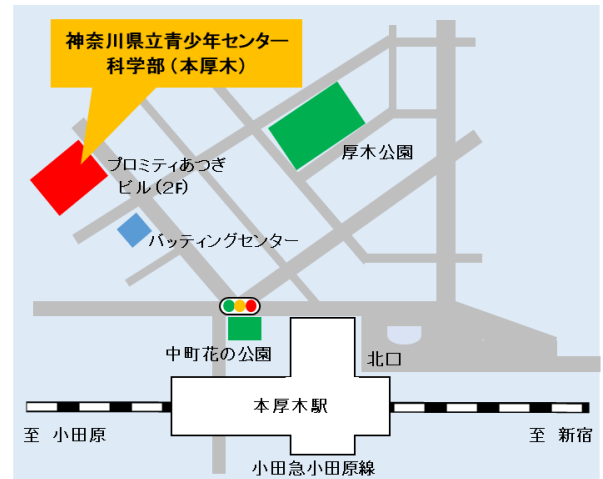 神奈川県立青少年センター
科学部（本厚木）
プロミティあつぎ
ビル（2F）
厚木公園
バッティングセンター
中町花の公園
北口
本厚木駅
至 小田原
至 新宿
小田急小田原線